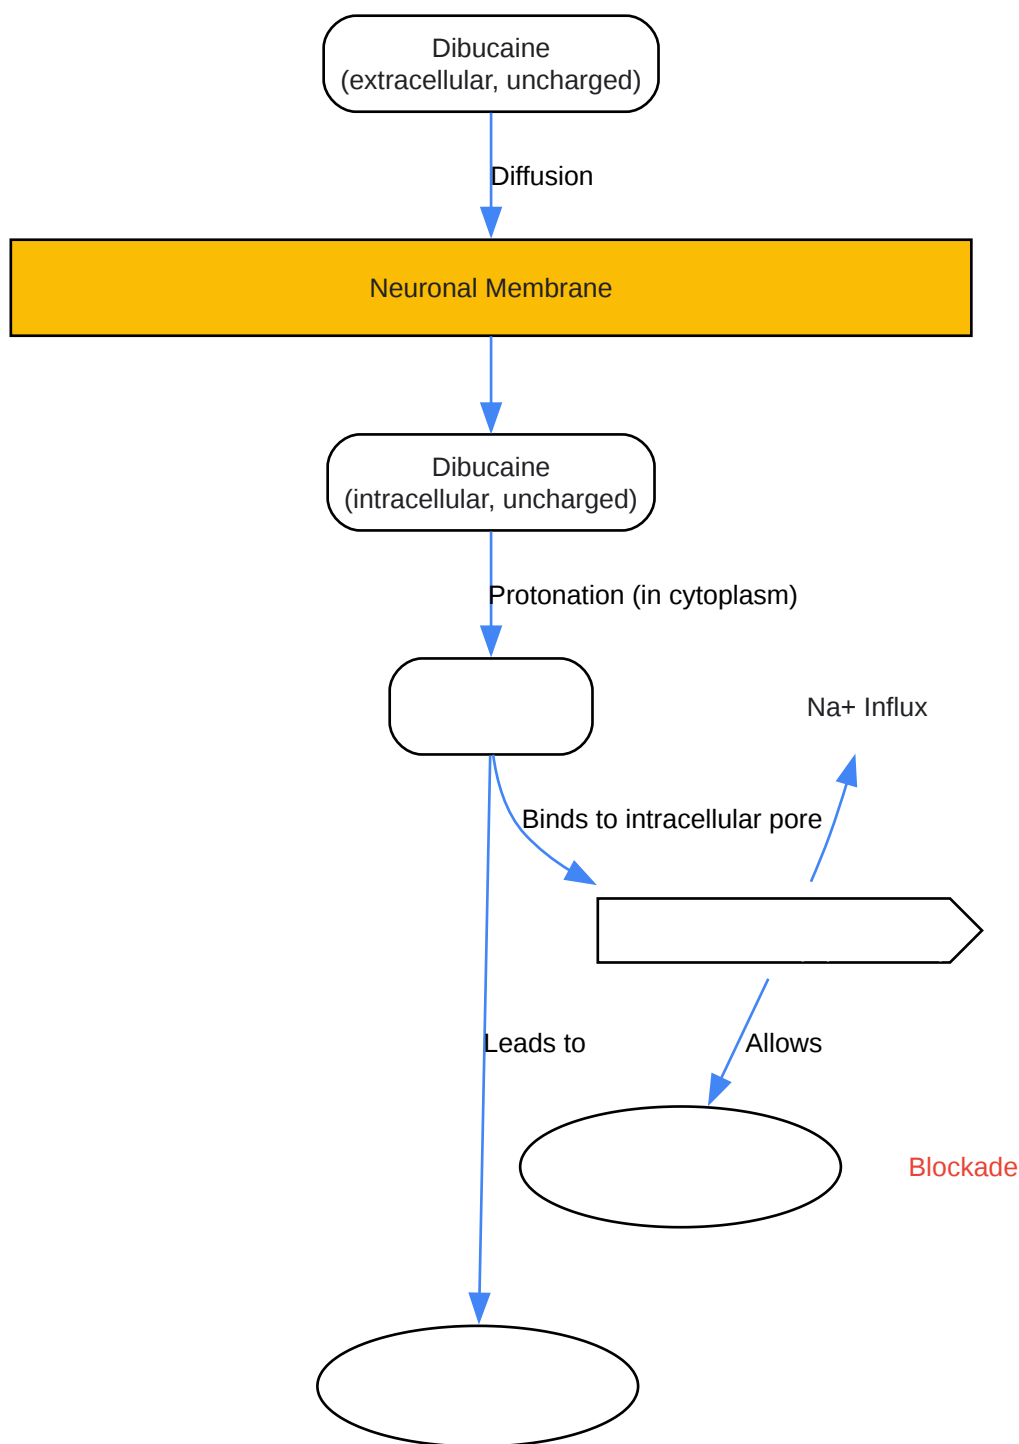 Dibucaine
(extracellular, uncharged)
Diffusion
Neuronal Membrane
Dibucaine
(intracellular, uncharged)
Protonation (in cytoplasm)
Na+ Influx
Binds to intracellular pore
Leads to
Allows
Blockade